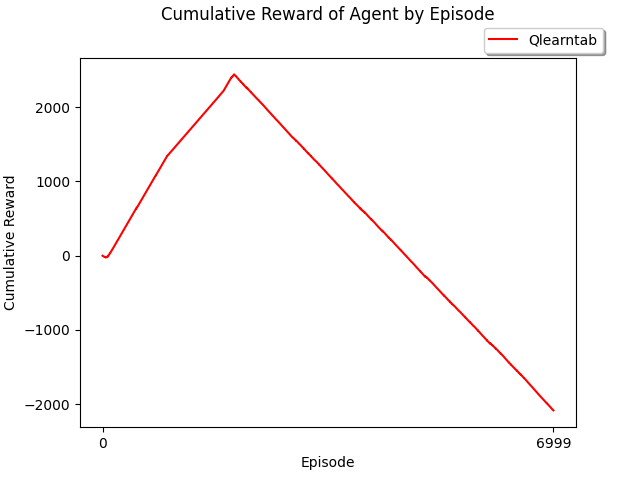 Cumulative Reward of Agent by Episode
Qlearntab
2000
1000
0
−1000
−2000
Cumulative Reward
0 6999
Episode